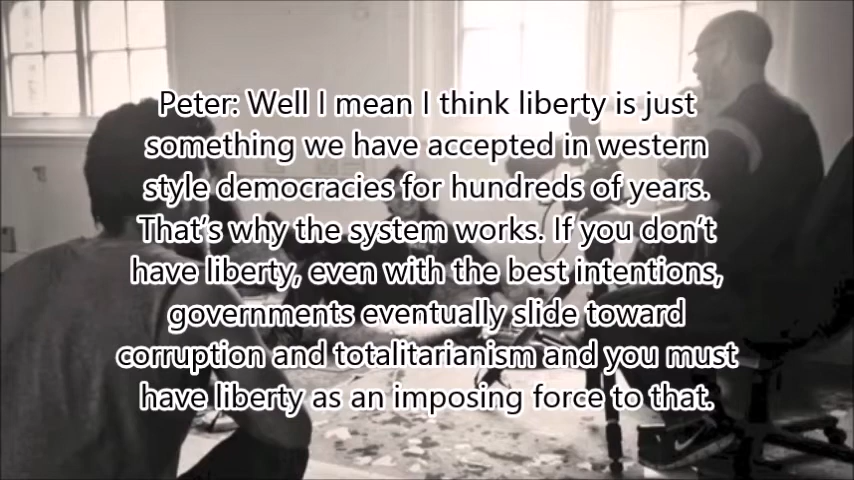 Peter: Well I mean I think liberty is just
something we have accepted in western
style democracies for hundreds of years.
That's why the system works. If you don't
have liberty, even with the best intentions,
governments eventually slide toward
corruption and totalitarianism and you must
have liberty as an imposing force to that.